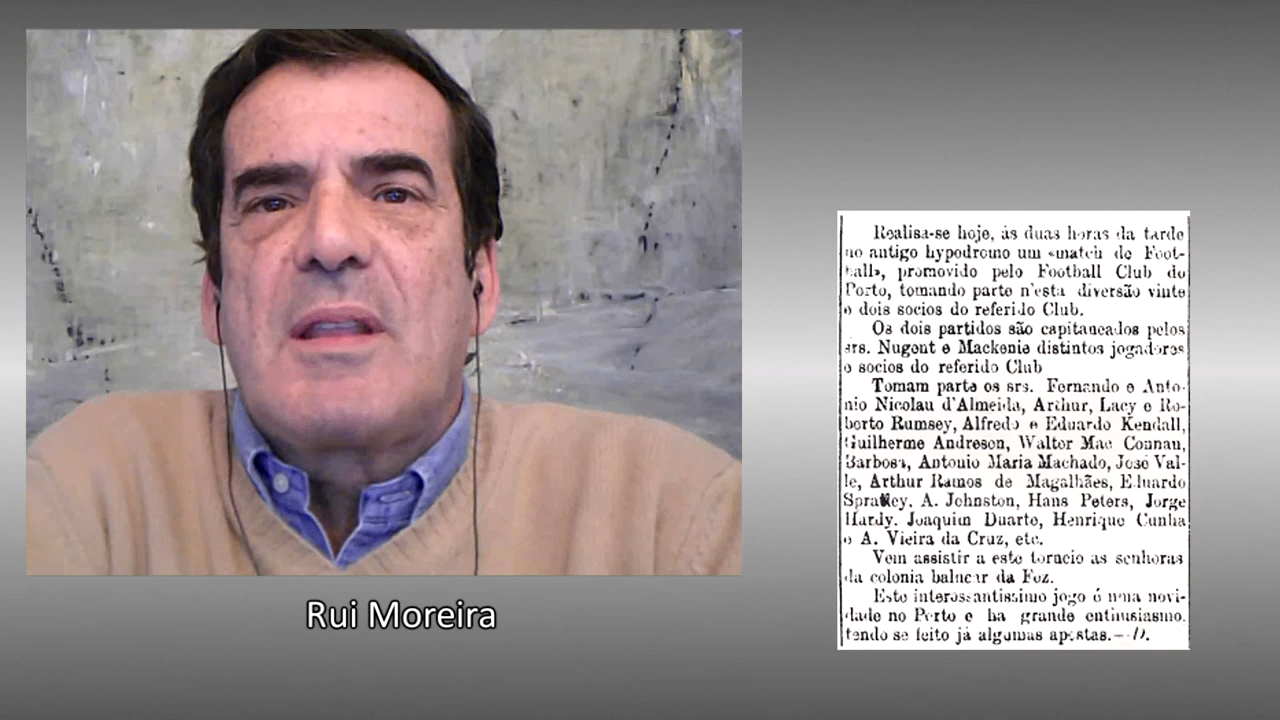 Rui Moreira
Realisa-se hoje, ás duas horas da tarde
no antigo hypodromo um «match de Foot-
ball», promovido pelo Football Club do
Porto, tomando parte n'esta diversão vinte
e dois socios do referido Club.
Os dois partidos são capitaneados pelos
srs. Nugent e Mackenie distintos jogadores
e socios do referido Club
Tomam parte os srs. Fernando e Anto-
nio Nicolau d'Almeida, Arthur, Lacy e Ro-
berto Rumsey, Alfredo e Eduardo Kendall,
Guilherme Andresen, Walter Mac Connan,
Barbosa, Antonio Maria Machado, José Val-
le, Arthur Ramos de Magalhães, Eduardo
Spratley, A. Johnston, Hans Peters, Jorge
Hardy, Joaquim Duarte, Henrique Cunha
e A. Vieira da Cruz, etc.
Vem assistir a este torneio as senhoras
da colonia balnear da Foz.
Este interessantissimo jogo é uma novi-
dade no Porto e ha grande enthusiasmo.
tendo se feito já algumas apostas.—D.